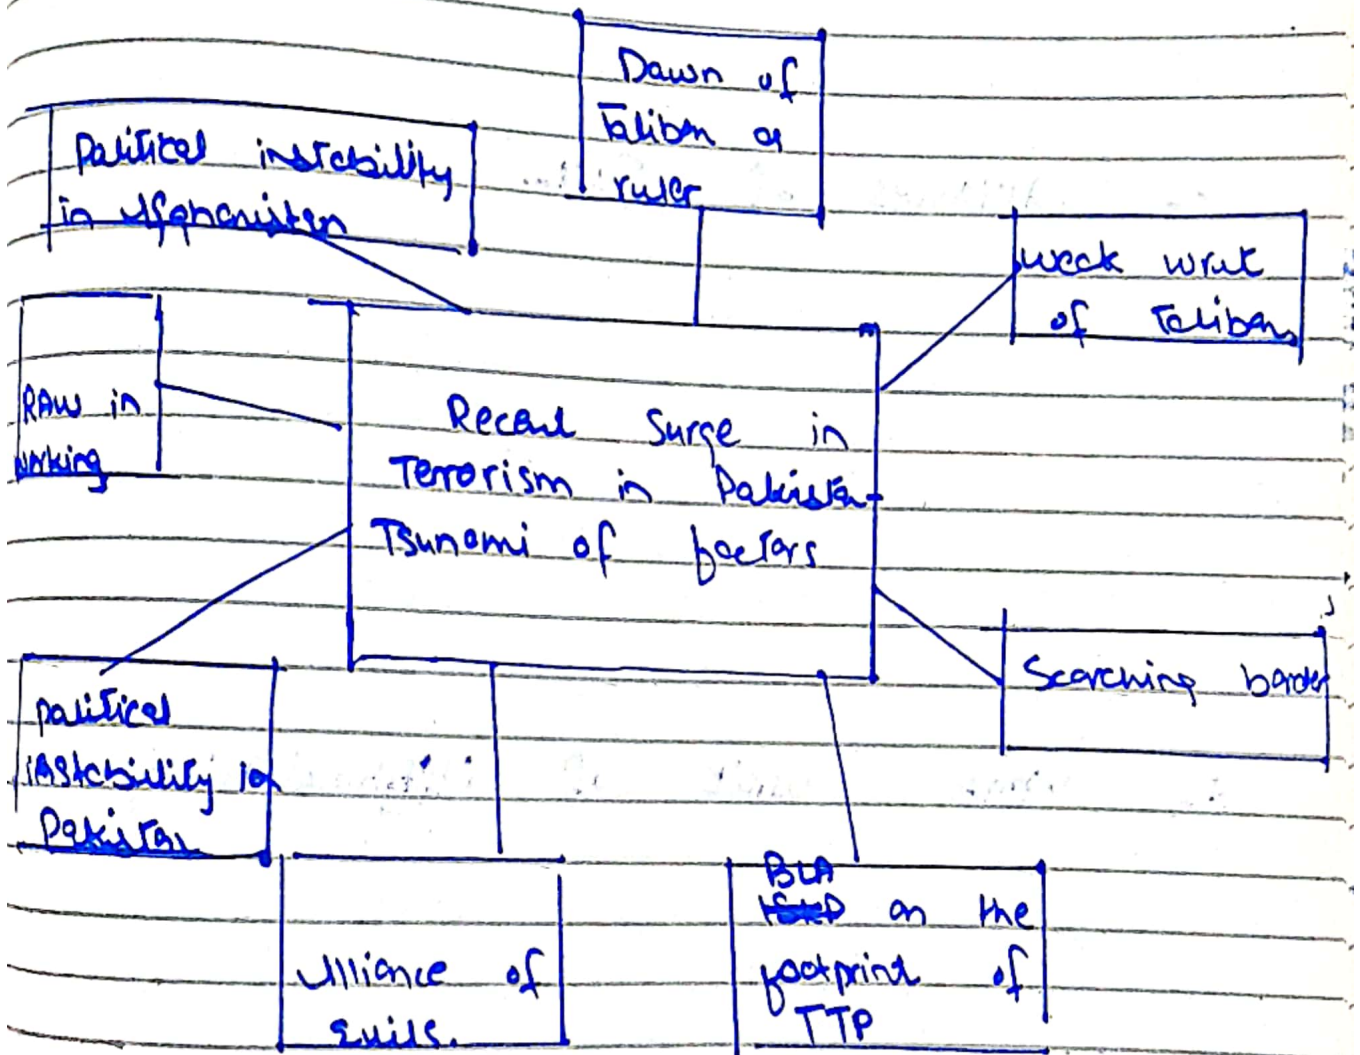 Dawn of
Taliban as
ruler
Political instability
in Afghanistan
Weak writ
of Taliban
RAW in
working
Recent Surge in
Terrorism in Pakistan-
Tsunami of factors
Political
instability in
Pakistan
Scorching border
Alliance of
Evils.
BLA
on the
footprint of
TTP